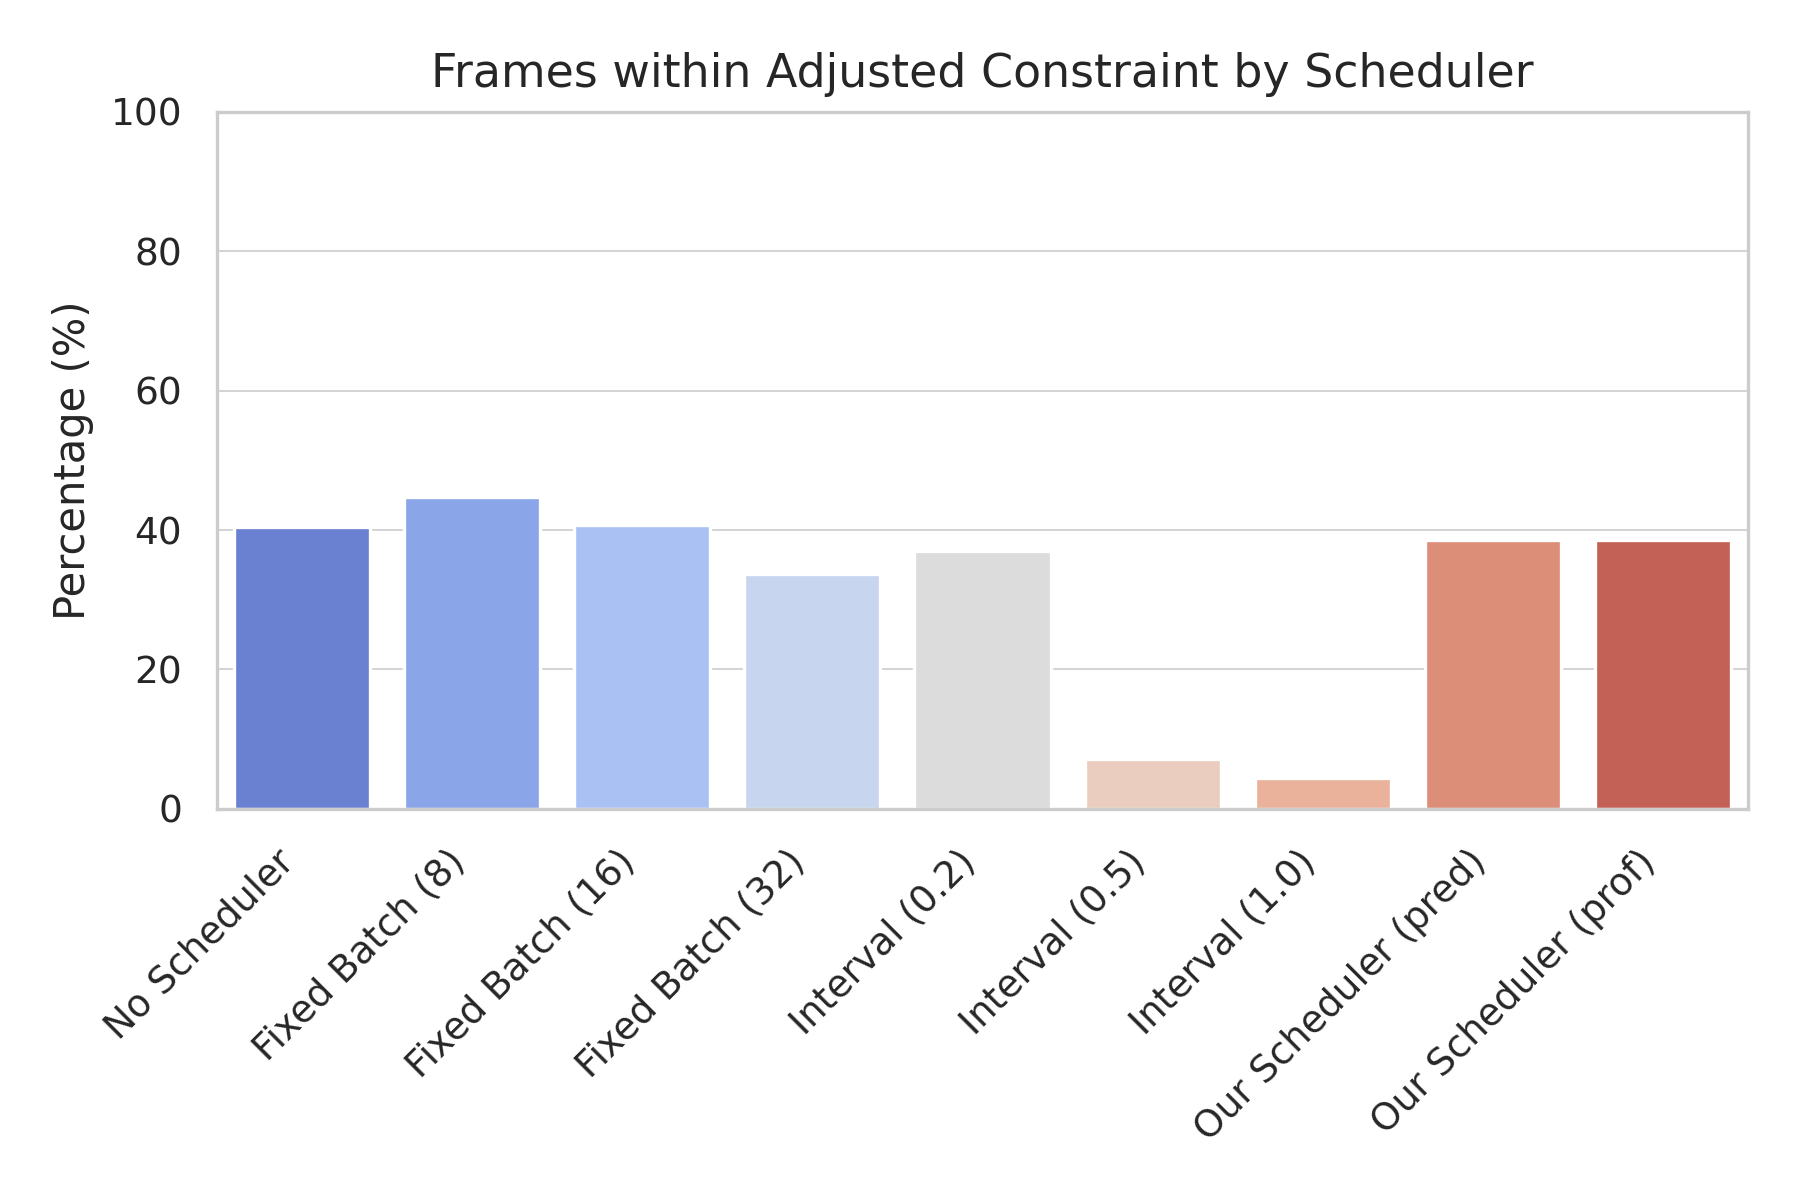 Frames within Adjusted Constraint by Scheduler
Percentage (%)
100
80
60
40
20
0
No Scheduler
Fixed Batch (8)
Fixed Batch (16)
Fixed Batch (32)
Interval (0.2)
Interval (0.5)
Interval (1.0)
Our Scheduler (pred)
Our Scheduler (prof)